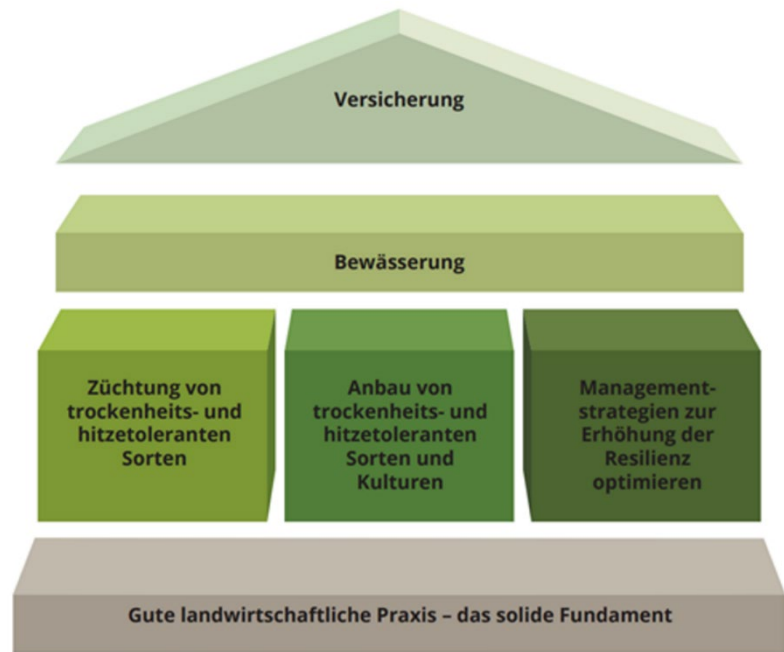 Versicherung
Bewässerung
Züchtung von
trockenheits- und
hitzetoleranten
Sorten
Anbau von
trockenheits- und
hitzetoleranten
Sorten und
Kulturen
Management-
strategien zur
Erhöhung der
Resilienz
optimieren
Gute landwirtschaftliche Praxis – das solide Fundament